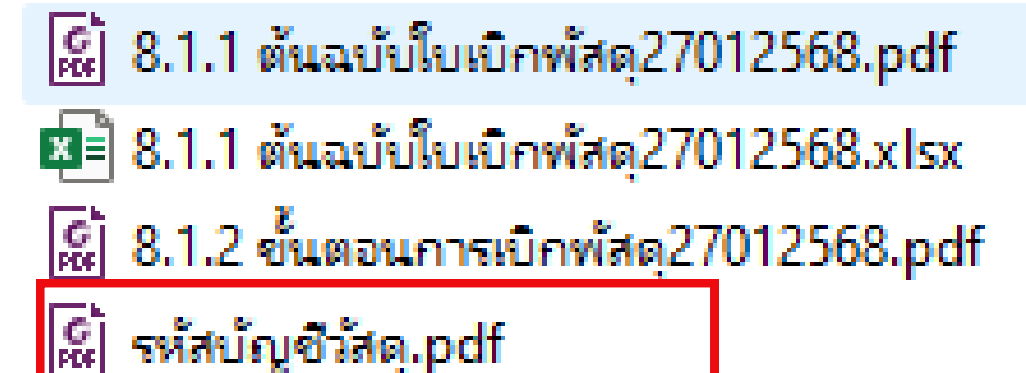 8.1.1 ต้นฉบับใบเบิกพัสดุ27012568.pdf
8.1.1 ต้นฉบับใบเบิกพัสดุ27012568.xlsx
8.1.2 ขั้นตอนการเบิกพัสดุ27012568.pdf
รหัสบัญชีวัสดุ.pdf